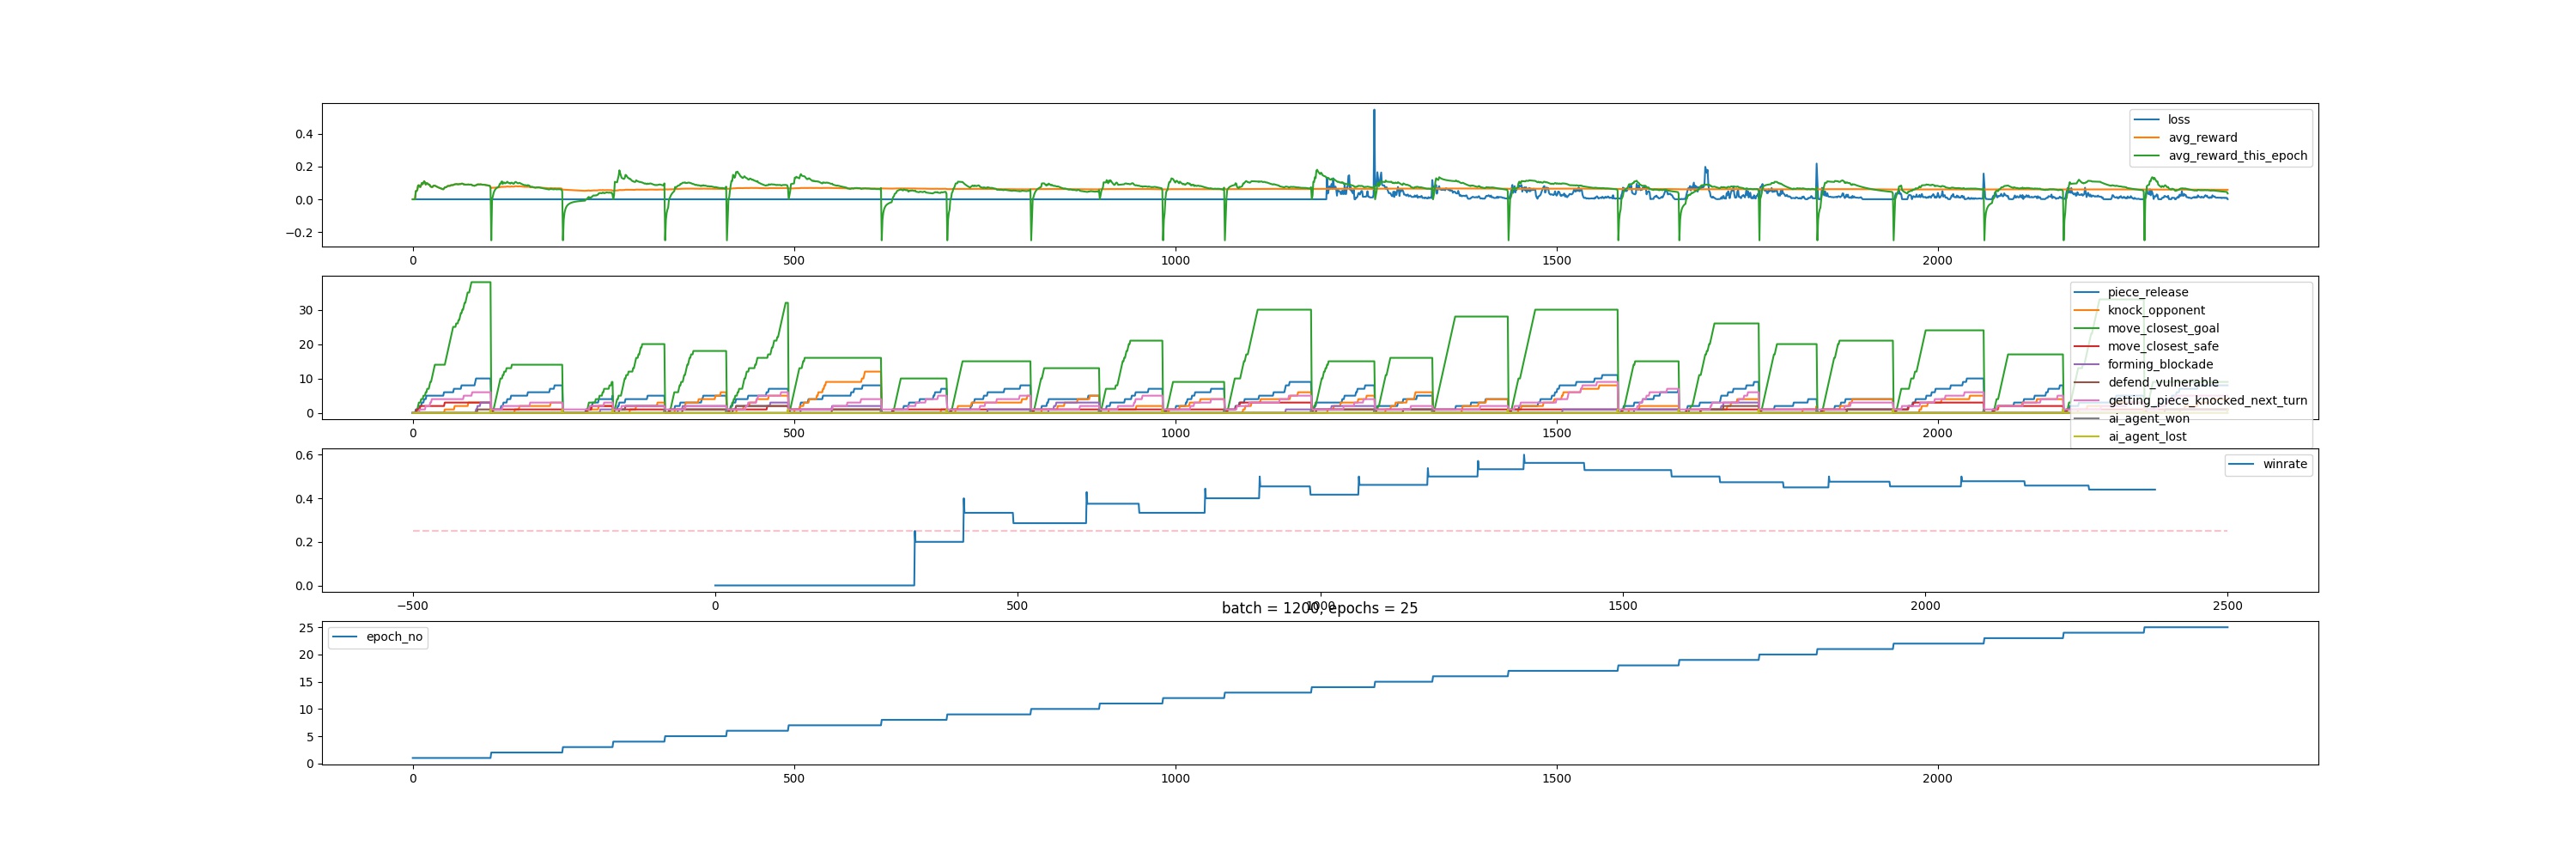 0.4
0.2
0.0
−0.2
loss
avg_reward
avg_reward_this_epoch
0 500 1000 1500 2000
30
20
10
0
piece_release
knock_opponent
move_closest_goal
move_closest_safe
forming_blockade
defend_vulnerable
getting_piece_knocked_next_turn
ai_agent_won
ai_agent_lost
0 500 1000 1500 2000
0.6
0.4
0.2
0.0
winrate
−500 0 500 1000 1500 2000 2500
batch = 1200, epochs = 25
25
20
15
10
5
0
epoch_no
0 500 1000 1500 2000